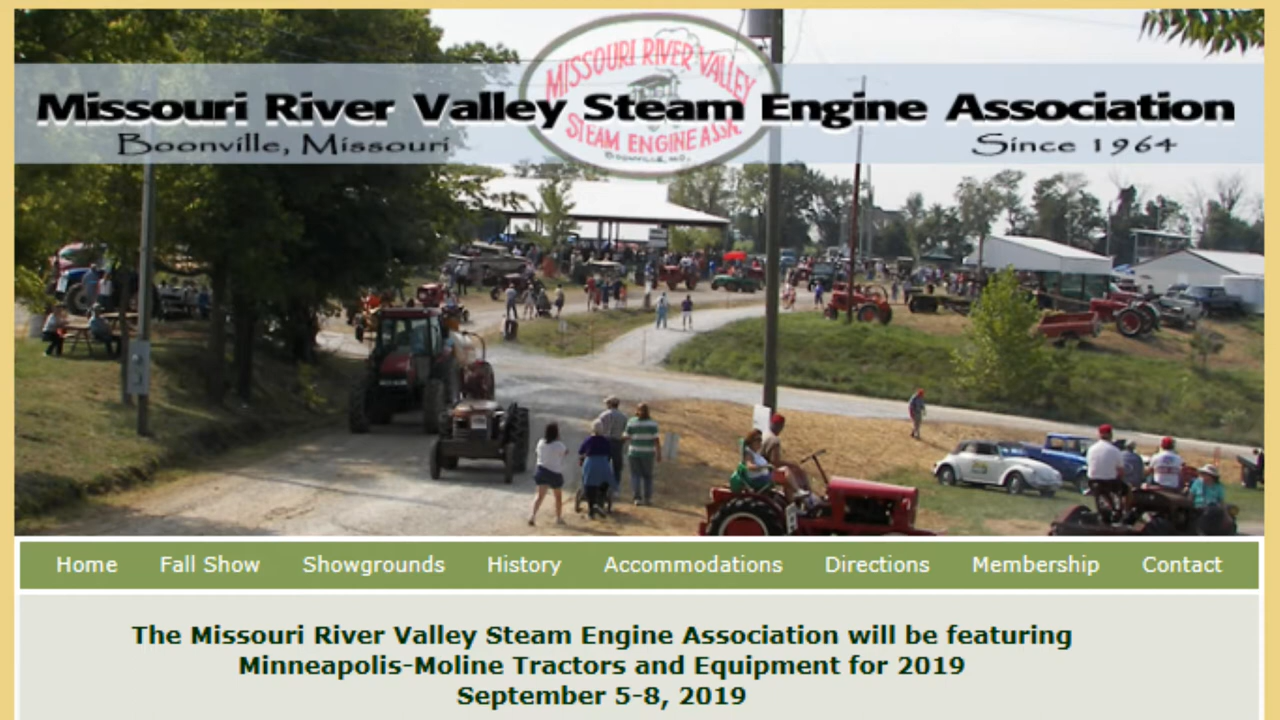 MISSOURI RIVER VALLEY
STEAM ENGINE ASSN.
BOONVILLE, MO.
Missouri River Valley Steam Engine Association
Boonville, Missouri
Since 1964
Home Fall Show Showgrounds History Accommodations Directions Membership Contact
The Missouri River Valley Steam Engine Association will be featuring
Minneapolis-Moline Tractors and Equipment for 2019
September 5-8, 2019